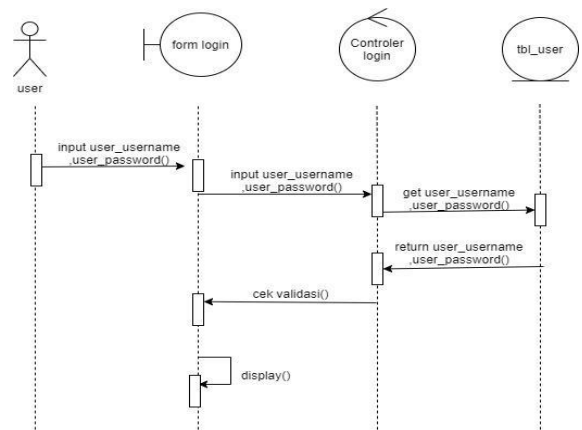 user
form login
Controler
login
tbl_user
input user_username
,user_password()
input user_username
,user_password()
get user_username
,user_password()
return user_username
,user_password()
cek validasi()
display()